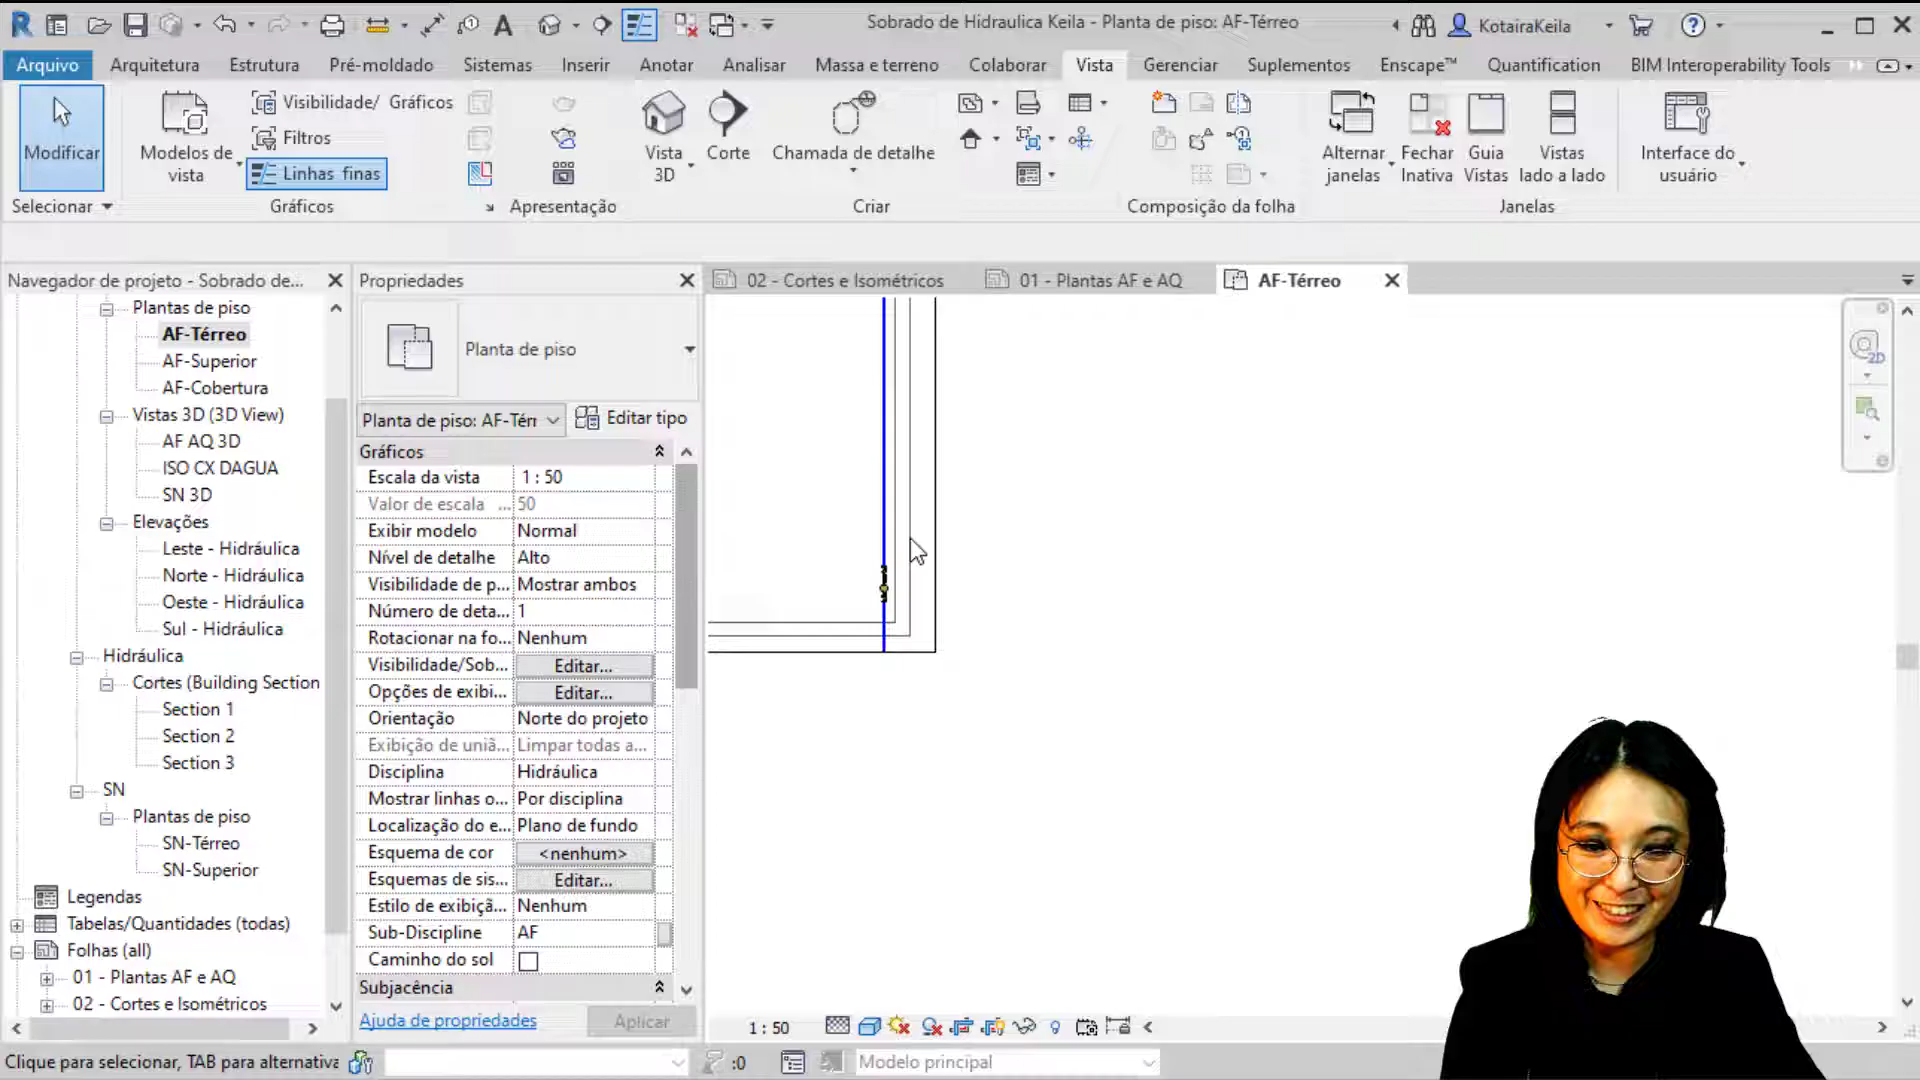 Sobrado de Hidraulica Keila - Planta de piso: AF-Térreo
KotairaKeila
Arquivo Arquitetura Estrutura Pré-moldado Sistemas Inserir Anotar Analisar Massa e terreno Colaborar Vista Gerenciar Suplementos Enscape™ Quantification BIM Interoperability Tools
Modificar
Modelos de vista
Visibilidade/ Gráficos
Filtros
Linhas finas
Vista 3D
Corte
Chamada de detalhe
Alternar janelas
Fechar Inativa
Guia Vistas
Vistas lado a lado
Interface do usuário
Selecionar
Gráficos
Apresentação
Criar
Composição da folha
Janelas
Navegador de projeto - Sobrado de...
Plantas de piso
AF-Térreo
AF-Superior
AF-Cobertura
Vistas 3D (3D View)
AF AQ 3D
ISO CX DAGUA
SN 3D
Elevações
Leste - Hidráulica
Norte - Hidráulica
Oeste - Hidráulica
Sul - Hidráulica
Hidráulica
Cortes (Building Section
Section 1
Section 2
Section 3
SN
Plantas de piso
SN-Térreo
SN-Superior
Legendas
Tabelas/Quantidades (todas)
Folhas (all)
01 - Plantas AF e AQ
02 - Cortes e Isométricos
Propriedades
Planta de piso
Planta de piso: AF-Térr
Editar tipo
Gráficos
Escala da vista 1 : 50
Valor de escala ... 50
Exibir modelo Normal
Nível de detalhe Alto
Visibilidade de p... Mostrar ambos
Número de deta... 1
Rotacionar na fo... Nenhum
Visibilidade/Sob... Editar...
Opções de exibi... Editar...
Orientação Norte do projeto
Exibição de uniã... Limpar todas a...
Disciplina Hidráulica
Mostrar linhas o... Por disciplina
Localização do e... Plano de fundo
Esquema de cor <nenhum>
Esquemas de sis... Editar...
Estilo de exibiçã... Nenhum
Sub-Discipline AF
Caminho do sol
Subjacência
Ajuda de propriedades
Aplicar
02 - Cortes e Isométricos
01 - Plantas AF e AQ
AF-Térreo
2D
1 : 50
Clique para selecionar, TAB para alternativa
:0
Modelo principal